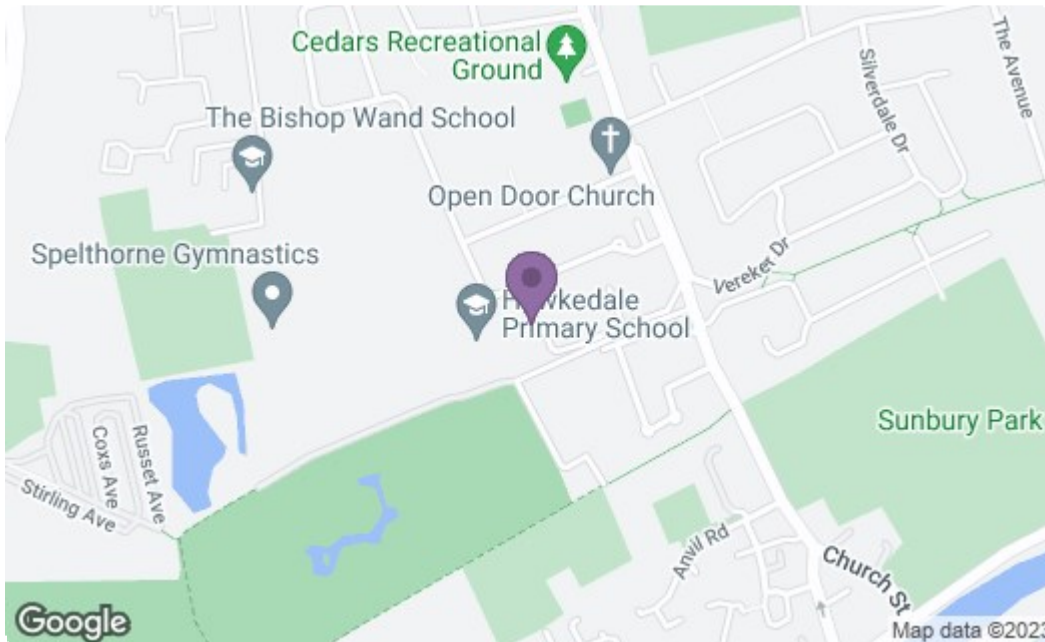 Cedars Recreational
Ground
The Avenue
Silverdale Dr
The Bishop Wand School
Open Door Church
Spelthorne Gymnastics
Vereker Dr
Primary School
Sunbury Park
Russet Ave
Coxs Ave
Stirling Ave
Anvil Rd
Church St
Google
Map data ©2023